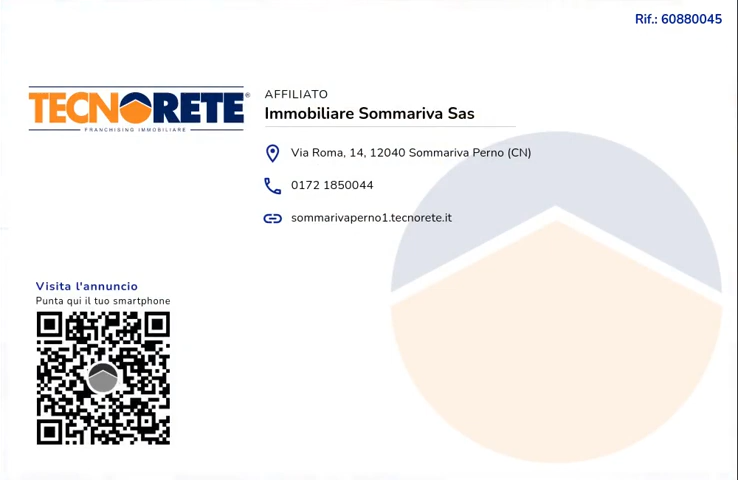 Rif.: 60880045
TECNORETE®
FRANCHISING IMMOBILIARE
AFFILIATO
Immobiliare Sommariva Sas
Via Roma, 14, 12040 Sommariva Perno (CN)
0172 1850044
sommarivaperno1.tecnorete.it
Visita l'annuncio
Punta qui il tuo smartphone